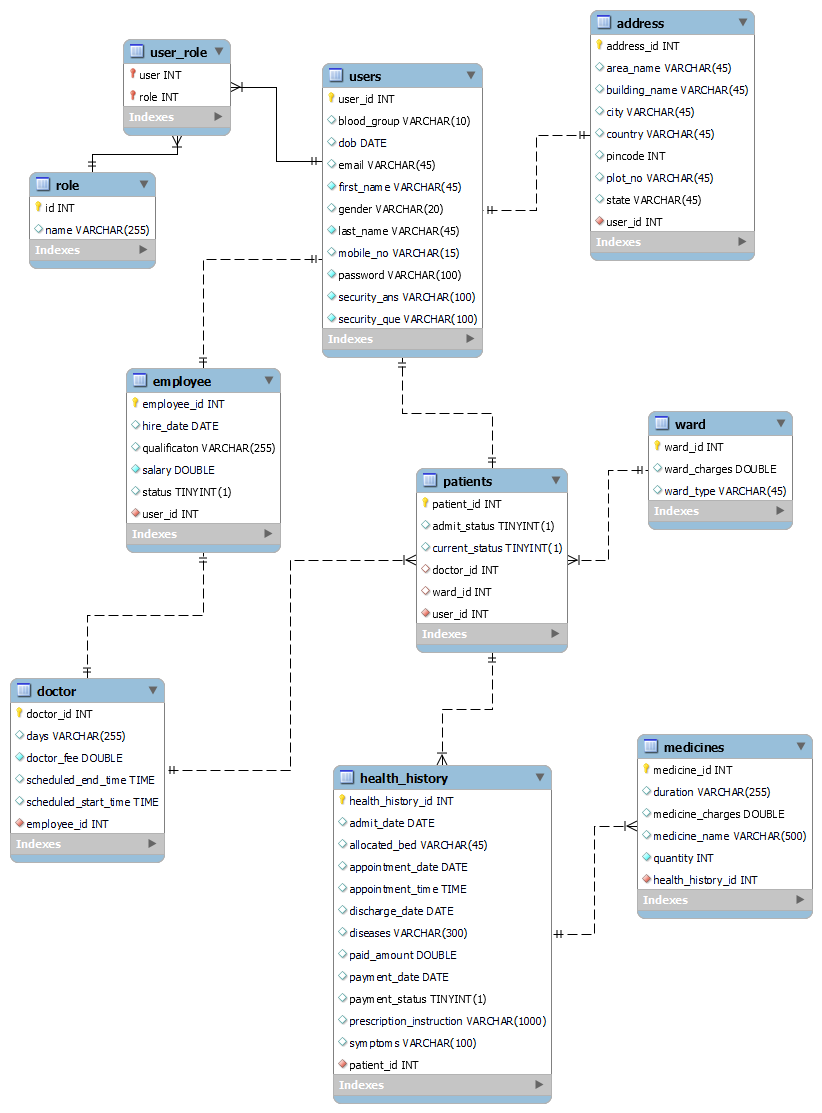 user_role
user INT
role INT
Indexes
role
id INT
name VARCHAR(255)
Indexes
users
user_id INT
blood_group VARCHAR(10)
dob DATE
email VARCHAR(45)
first_name VARCHAR(45)
gender VARCHAR(20)
last_name VARCHAR(45)
mobile_no VARCHAR(15)
password VARCHAR(100)
security_ans VARCHAR(100)
security_que VARCHAR(100)
Indexes
address
address_id INT
area_name VARCHAR(45)
building_name VARCHAR(45)
city VARCHAR(45)
country VARCHAR(45)
pincode INT
plot_no VARCHAR(45)
state VARCHAR(45)
user_id INT
Indexes
employee
employee_id INT
hire_date DATE
qualificaton VARCHAR(255)
salary DOUBLE
status TINYINT(1)
user_id INT
Indexes
patients
patient_id INT
admit_status TINYINT(1)
current_status TINYINT(1)
doctor_id INT
ward_id INT
user_id INT
Indexes
ward
ward_id INT
ward_charges DOUBLE
ward_type VARCHAR(45)
Indexes
doctor
doctor_id INT
days VARCHAR(255)
doctor_fee DOUBLE
scheduled_end_time TIME
scheduled_start_time TIME
employee_id INT
Indexes
health_history
health_history_id INT
admit_date DATE
allocated_bed VARCHAR(45)
appointment_date DATE
appointment_time TIME
discharge_date DATE
diseases VARCHAR(300)
paid_amount DOUBLE
payment_date DATE
payment_status TINYINT(1)
prescription_instruction VARCHAR(1000)
symptoms VARCHAR(100)
patient_id INT
Indexes
medicines
medicine_id INT
duration VARCHAR(255)
medicine_charges DOUBLE
medicine_name VARCHAR(500)
quantity INT
health_history_id INT
Indexes